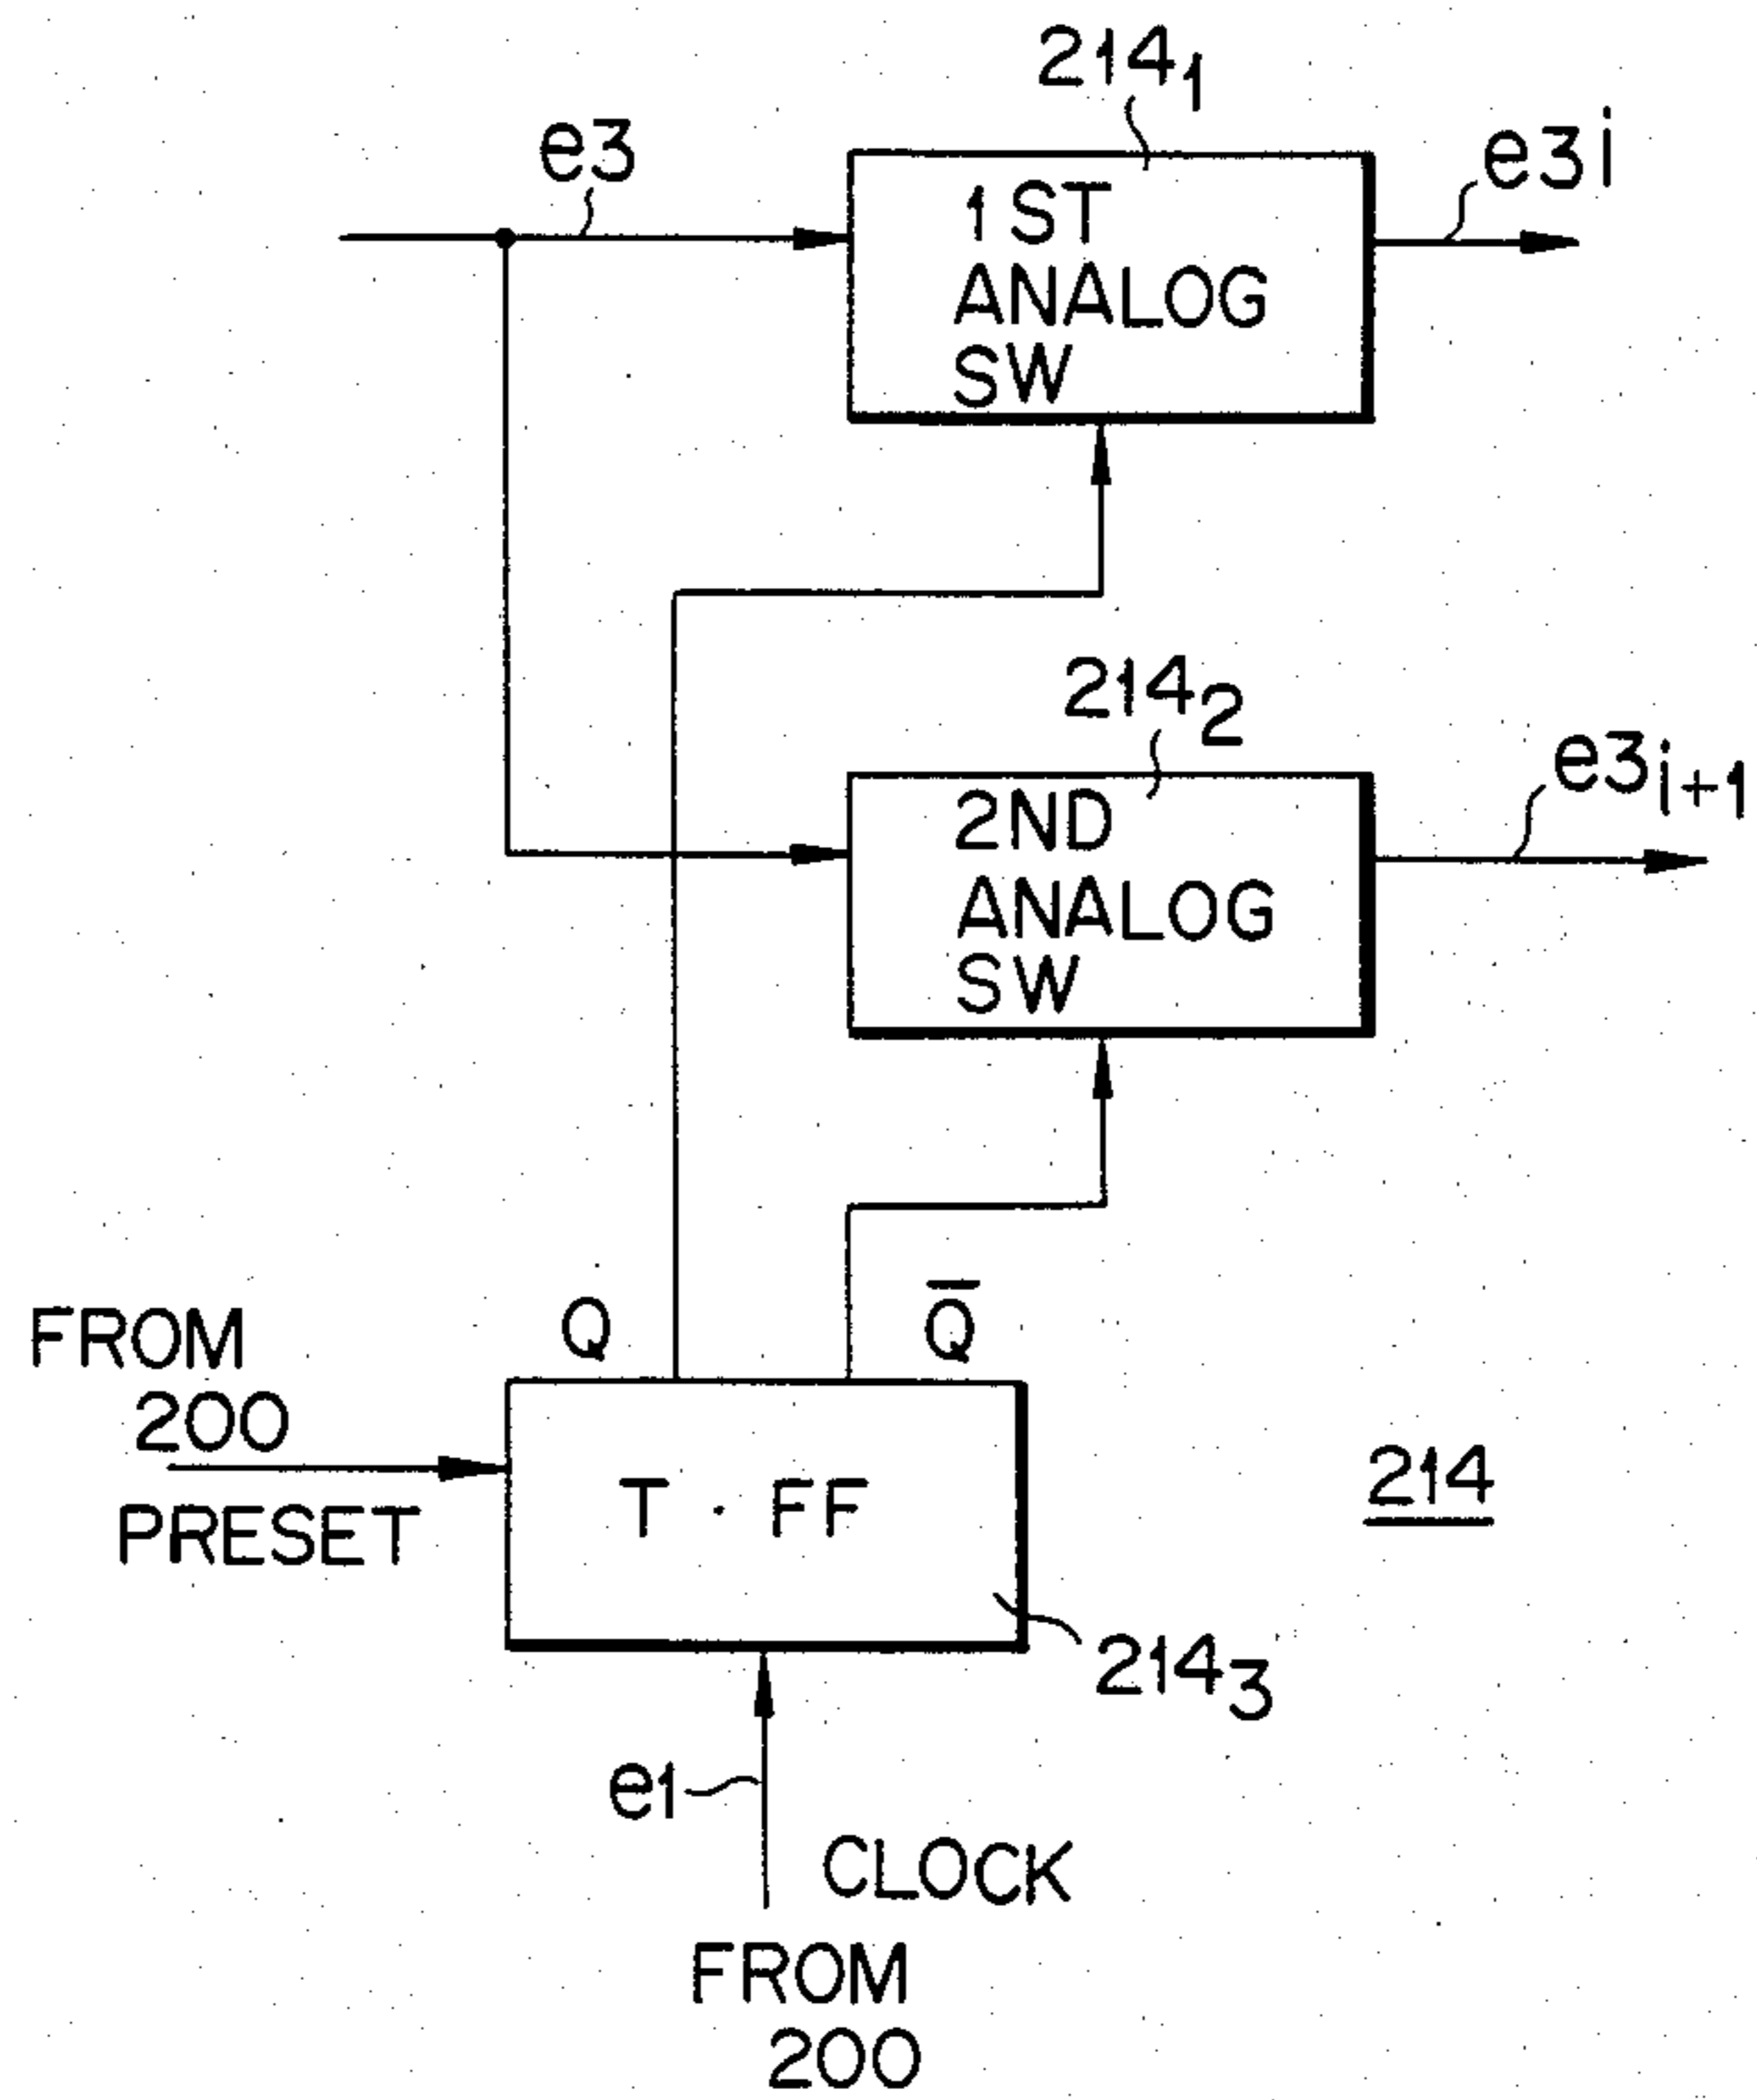 214₁
e3
e3i
1 ST
ANALOG
SW
214₂
e3ᵢ₊₁
2ND
ANALOG
SW
Q
Q̅
FROM
200
PRESET
T · FF
214
214₃
e1
CLOCK
FROM
200